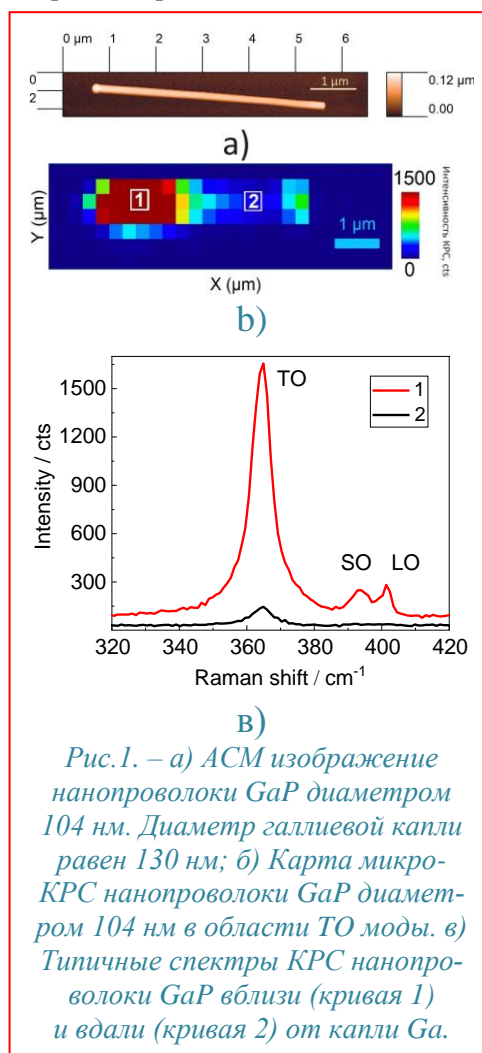 0 µm 1 2 3 4 5 6
0
2
1 µm
0.12 µm
0.00
a)
1
2
1 µm
Y (µm)
X (µm)
1500
0
Интенсивность КРС, cts
b)
1500
1200
900
600
300
Intensity / cts
TO
SO
LO
1
2
320 340 360 380 400 420
Raman shift / cm-1
в)
Рис.1. – а) АСМ изображение
нанопроволоки GaP диаметром
104 нм. Диаметр галлиевой капли
равен 130 нм; б) Карта микро-
КРС нанопроволоки GaP диамет-
ром 104 нм в области ТО моды. в)
Типичные спектры КРС нанопро-
волоки GaP вблизи (кривая 1)
и вдали (кривая 2) от капли Ga.